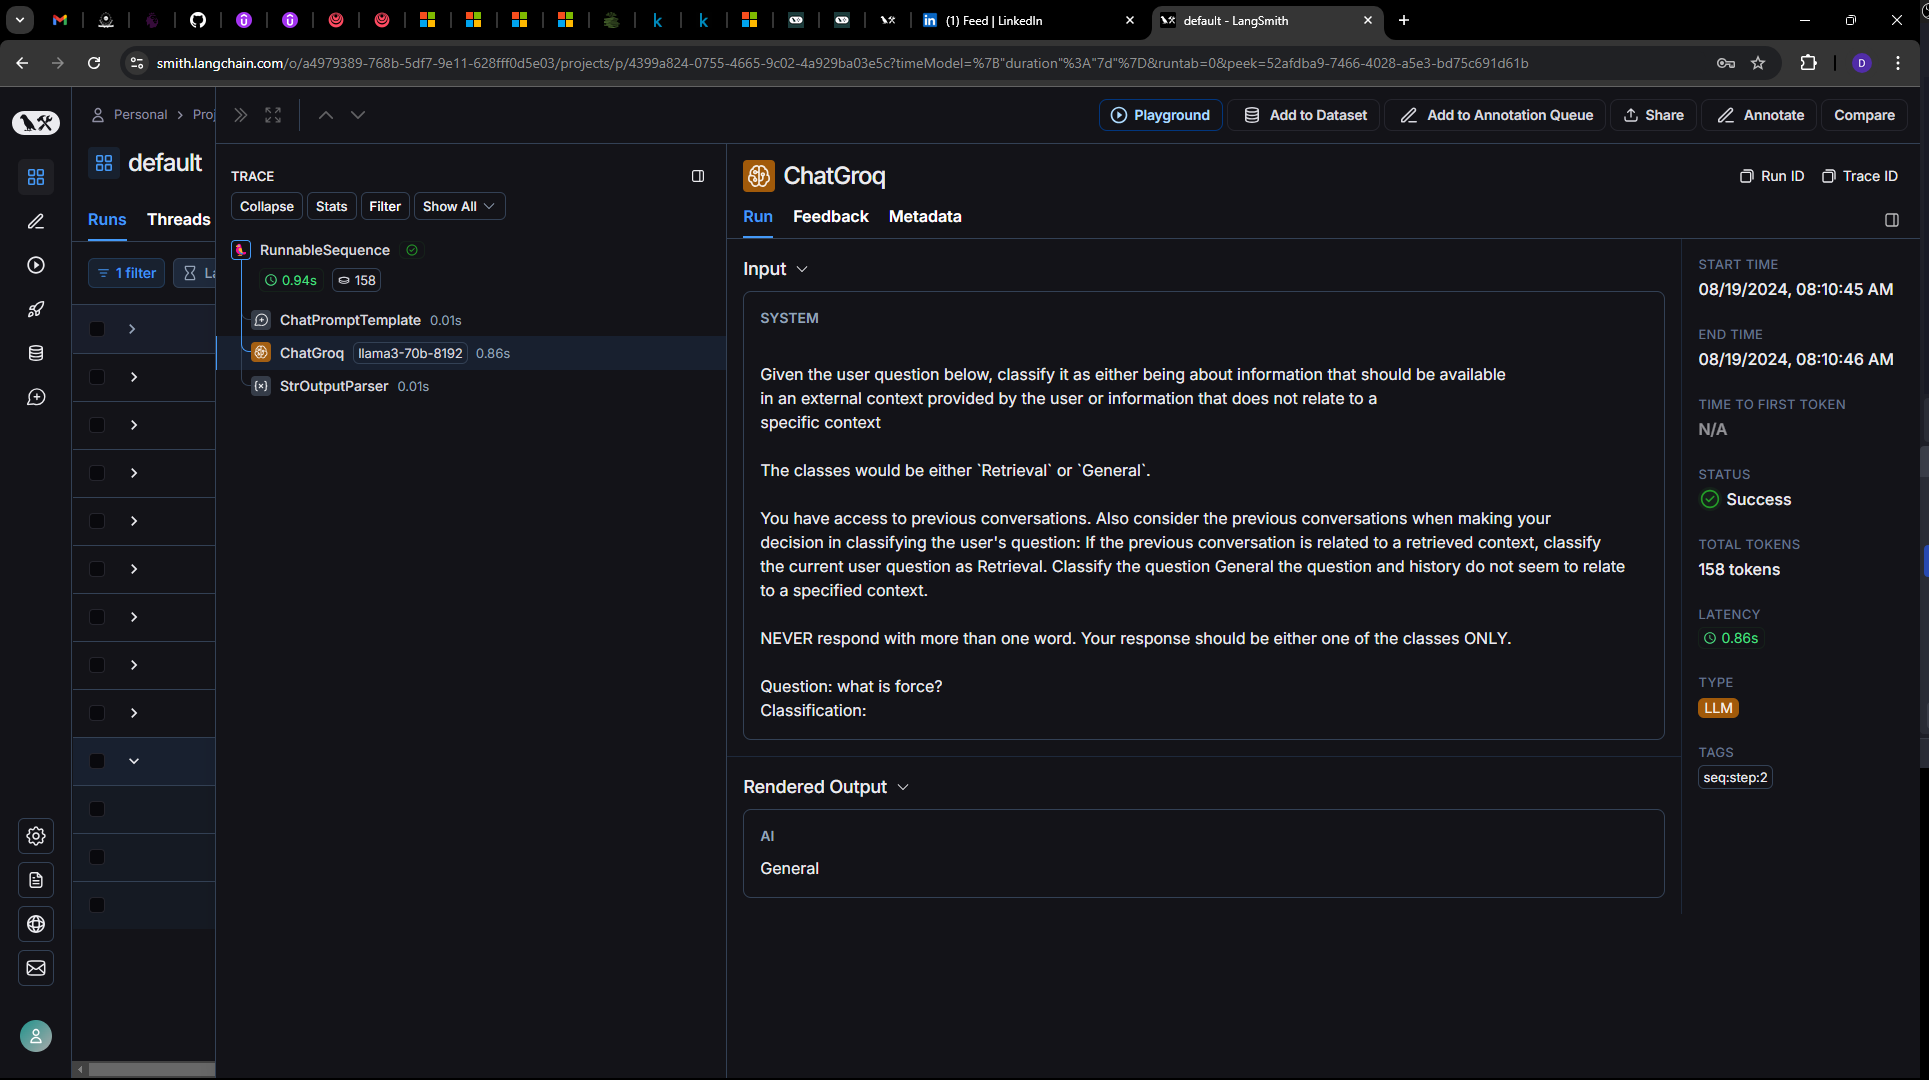 (1) Feed | LinkedIn
default - LangSmith
smith.langchain.com/o/a4979389-768b-5df7-9e11-628fff0d5e03/projects/p/4399a824-0755-4665-9c02-4a929ba03e5c?timeModel=%7B"duration"%3A"7d"%7D&runtab=0&peek=52afdba9-7466-4028-a5e3-bd75c691d61b
D
Personal > Proj
default
Runs Threads
1 filter
La
Playground
Add to Dataset
Add to Annotation Queue
Share
Annotate
Compare
TRACE
Collapse
Stats
Filter
Show All
RunnableSequence
0.94s
158
ChatPromptTemplate 0.01s
ChatGroq llama3-70b-8192 0.86s
StrOutputParser 0.01s
ChatGroq
Run ID
Trace ID
Run Feedback Metadata
Input
SYSTEM
Given the user question below, classify it as either being about information that should be available
in an external context provided by the user or information that does not relate to a
specific context
The classes would be either `Retrieval` or `General`.
You have access to previous conversations. Also consider the previous conversations when making your
decision in classifying the user's question: If the previous conversation is related to a retrieved context, classify
the current user question as Retrieval. Classify the question General the question and history do not seem to relate
to a specified context.
NEVER respond with more than one word. Your response should be either one of the classes ONLY.
Question: what is force?
Classification:
Rendered Output
AI
General
START TIME
08/19/2024, 08:10:45 AM
END TIME
08/19/2024, 08:10:46 AM
TIME TO FIRST TOKEN
N/A
STATUS
Success
TOTAL TOKENS
158 tokens
LATENCY
0.86s
TYPE
LLM
TAGS
seq:step:2